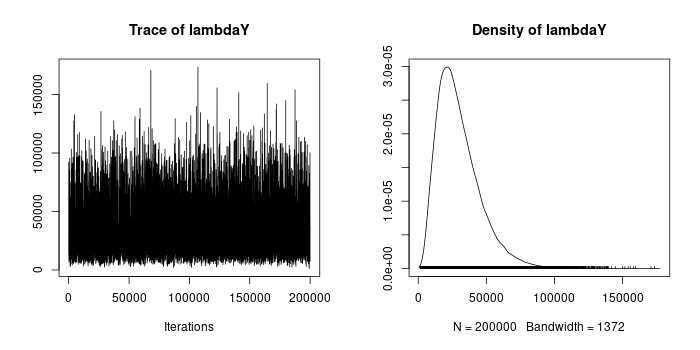 Trace of lambdaY
150000
100000
50000
0
0 50000 100000 150000 200000
Iterations
Density of lambdaY
3.0e-05
2.0e-05
1.0e-05
0.0e+00
0 50000 100000 150000
N = 200000 Bandwidth = 1372